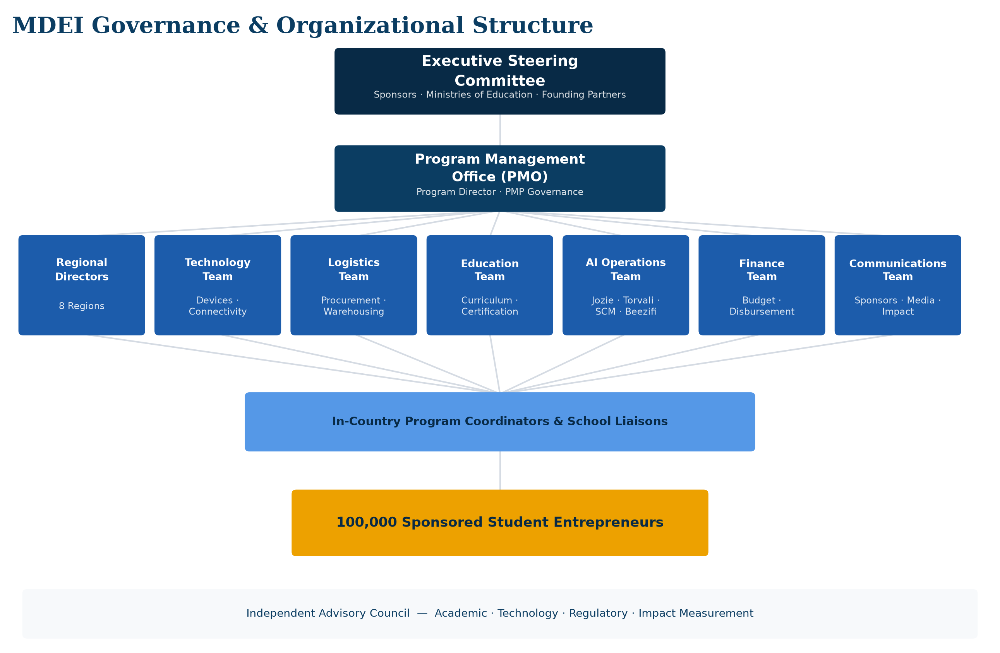 MDEI Governance & Organizational Structure
Executive Steering
Committee
Sponsors · Ministries of Education · Founding Partners
Program Management
Office (PMO)
Program Director · PMP Governance
Regional
Directors
8 Regions
Technology
Team
Devices ·
Connectivity
Logistics
Team
Procurement ·
Warehousing
Education
Team
Curriculum ·
Certification
AI Operations
Team
Jozie · Torvali ·
SCM · Beezifi
Finance
Team
Budget ·
Disbursement
Communications
Team
Sponsors · Media ·
Impact
In-Country Program Coordinators & School Liaisons
100,000 Sponsored Student Entrepreneurs
Independent Advisory Council — Academic · Technology · Regulatory · Impact Measurement